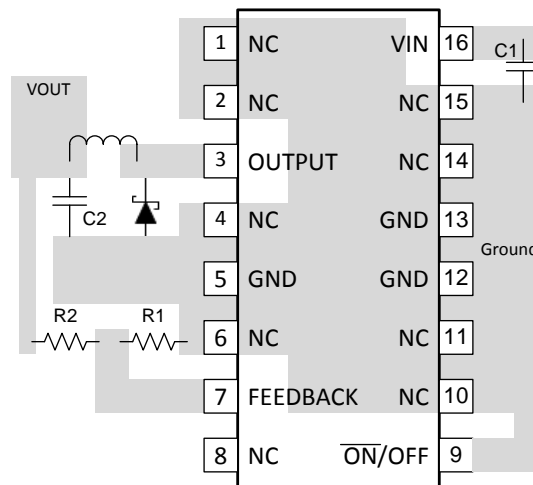 1 NC VIN 16 C1
VOUT
2 NC NC 15
3 OUTPUT NC 14
C2
4 NC GND 13
Ground
5 GND GND 12
R2 R1
6 NC NC 11
7 FEEDBACK NC 10
8 NC ON/OFF 9